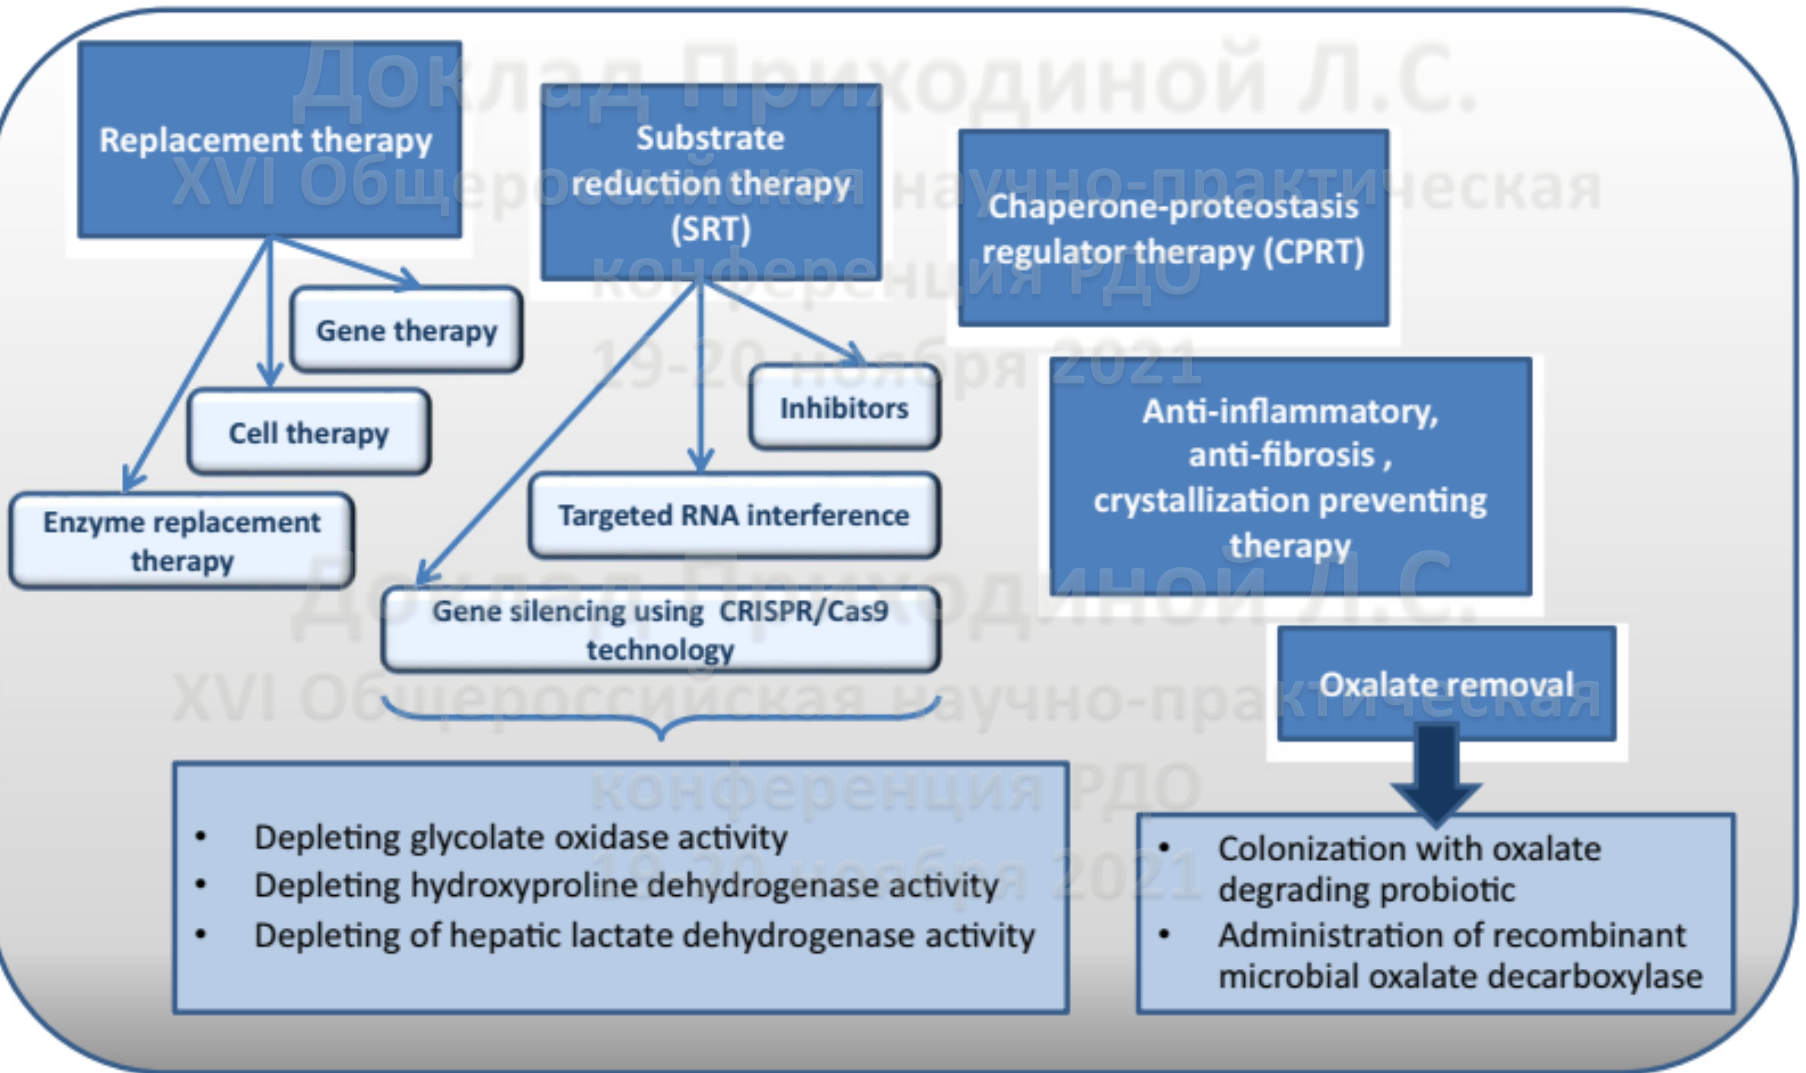 Replacement therapy
Gene therapy
Cell therapy
Enzyme replacement
therapy
Substrate
reduction therapy
(SRT)
Inhibitors
Targeted RNA interference
Gene silencing using CRISPR/Cas9
technology
• Depleting glycolate oxidase activity
• Depleting hydroxyproline dehydrogenase activity
• Depleting of hepatic lactate dehydrogenase activity
Chaperone-proteostasis
regulator therapy (CPRT)
Anti-inflammatory,
anti-fibrosis ,
crystallization preventing
therapy
Oxalate removal
• Colonization with oxalate
degrading probiotic
• Administration of recombinant
microbial oxalate decarboxylase
Доклад Приходиной Л.С.
XVI Общероссийская научно-практическая
конференция РДО
19-20 ноября 2021
Доклад Приходиной Л.С.
XVI Общероссийская научно-практическая
конференция РДО
19-20 ноября 2021